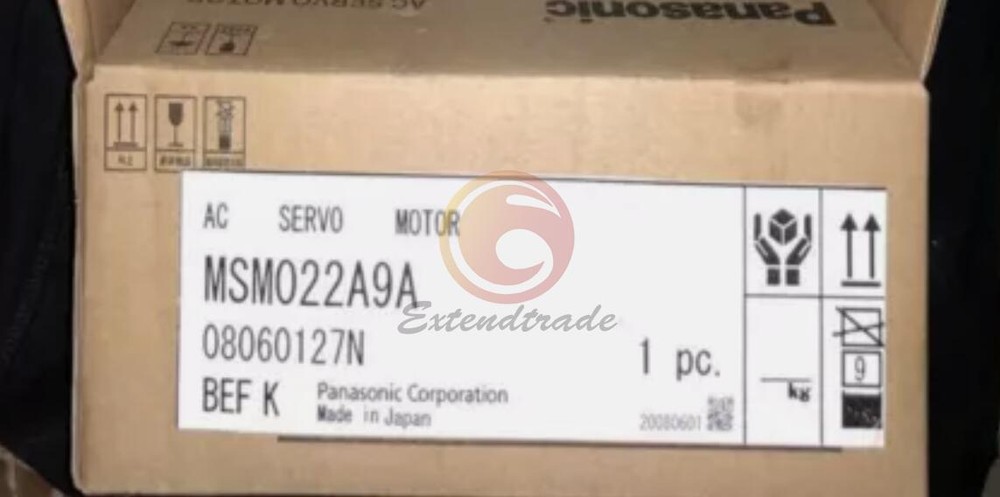 AC SERVO MOTOR
Panasonic
AC SERVO MOTOR
MSM022A9A
Extendtrade
08060127N
1 pc.
BEF K
Panasonic Corporation
Made in Japan
20080601
kg
9